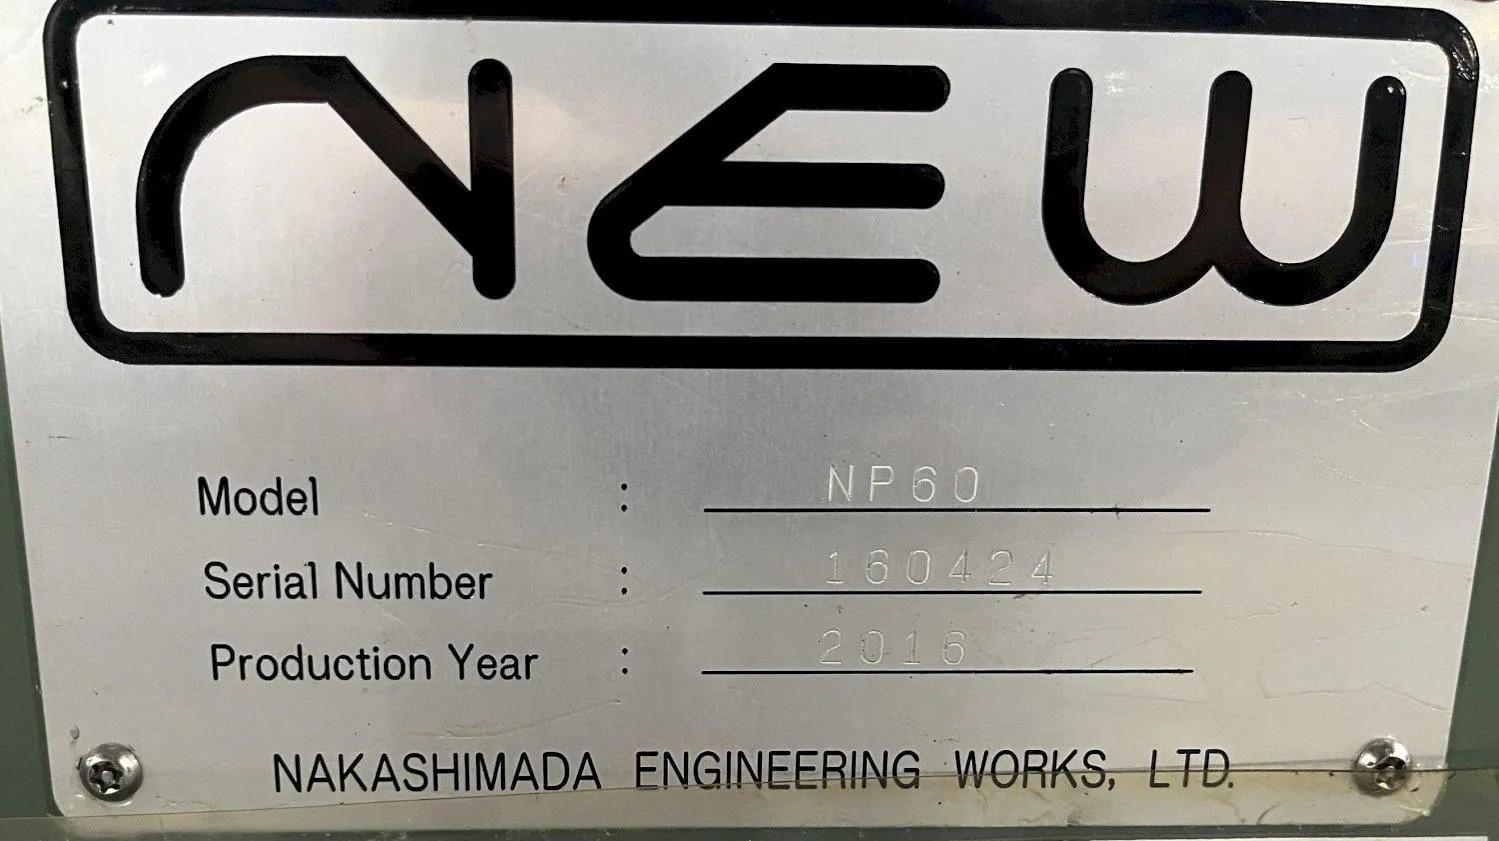 NEW
Model : NP60
Serial Number : 160424
Production Year : 2016
NAKASHIMADA ENGINEERING WORKS, LTD.